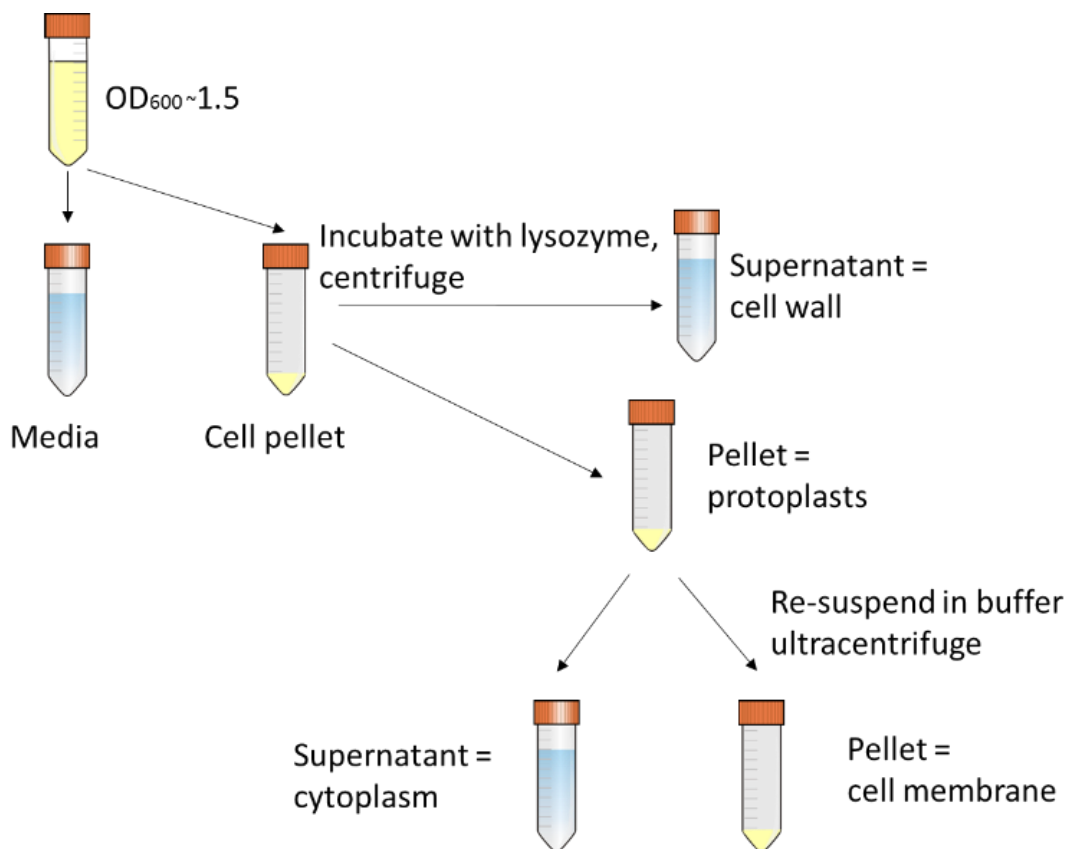 OD600~1.5
Incubate with lysozyme,
centrifuge
Supernatant =
cell wall
Media
Cell pellet
Pellet =
protoplasts
Re-suspend in buffer
ultracentrifuge
Supernatant =
cytoplasm
Pellet =
cell membrane